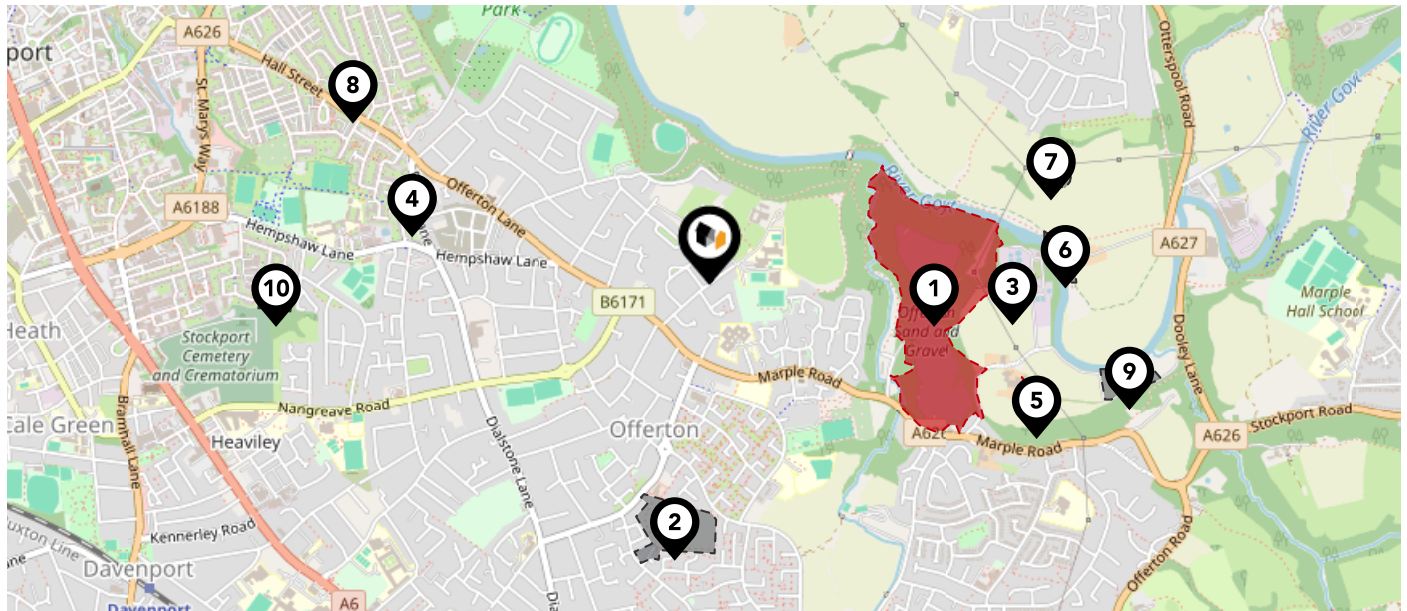 Park
A626
port
Hall Street
8
St. Marys Way
Otterspool Road
River Goyt
7
4
Offerton Lane
River Goyt
A6188
Hempshaw Lane
Hempshaw Lane
A627
6
10
B6171
1
3
Marple
Hall School
Heath
Stockport
Cemetery
and Crematorium
Sand and
Gravel
Dooley Lane
9
Marple Road
5
Nangreave Road
Stockport Road
Bramhall Lane
Cale Green
Heaviley
Offerton
A626
Marple Road
A626
Dialstone Lane
2
Kennerley Road
Buxton Line
Davenport
Offerton Road
Davenport
A6